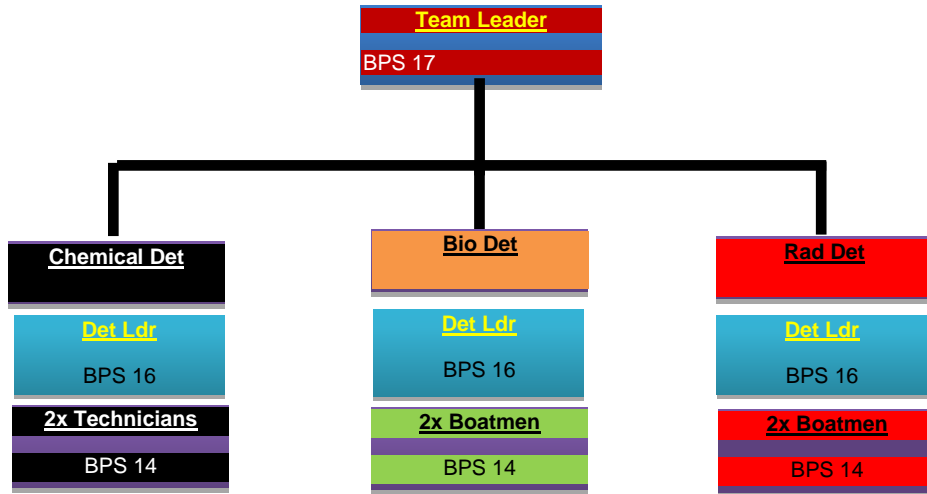 Team Leader
BPS 17
Chemical Det
Det Ldr
BPS 16
2x Technicians
BPS 14
Bio Det
Det Ldr
BPS 16
2x Boatmen
BPS 14
Rad Det
Det Ldr
BPS 16
2x Boatmen
BPS 14